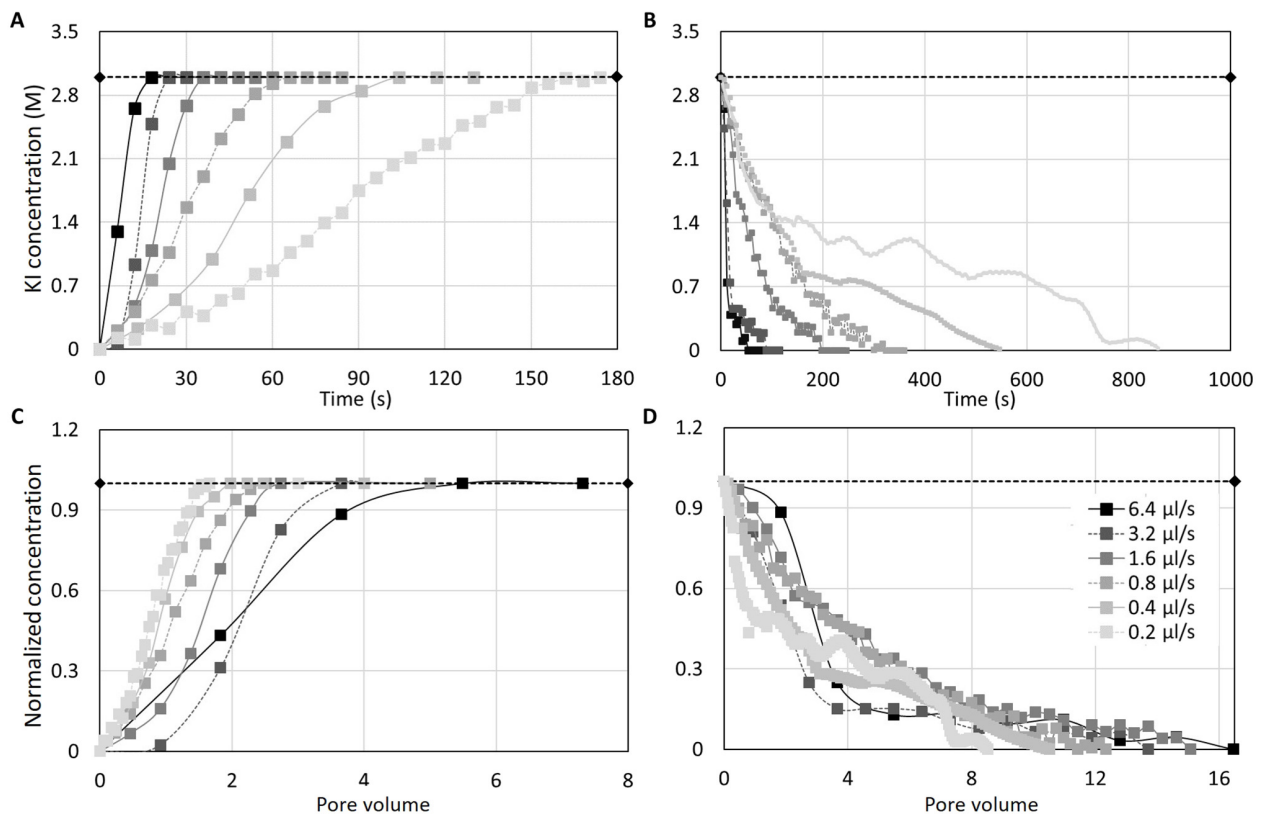 A
B
3.5
2.8
2.1
1.4
0.7
0
KI concentration (M)
0 30 60 90 120 150 180
Time (s)
3.5
2.8
2.1
1.4
0.7
0
0 200 400 600 800 1000
Time (s)
C
D
1.2
0.9
0.6
0.3
0
Normalized concentration
0 2 4 6 8
Pore volume
1.2
0.9
0.6
0.3
0
6.4 µl/s
3.2 µl/s
1.6 µl/s
0.8 µl/s
0.4 µl/s
0.2 µl/s
0 4 8 12 16
Pore volume